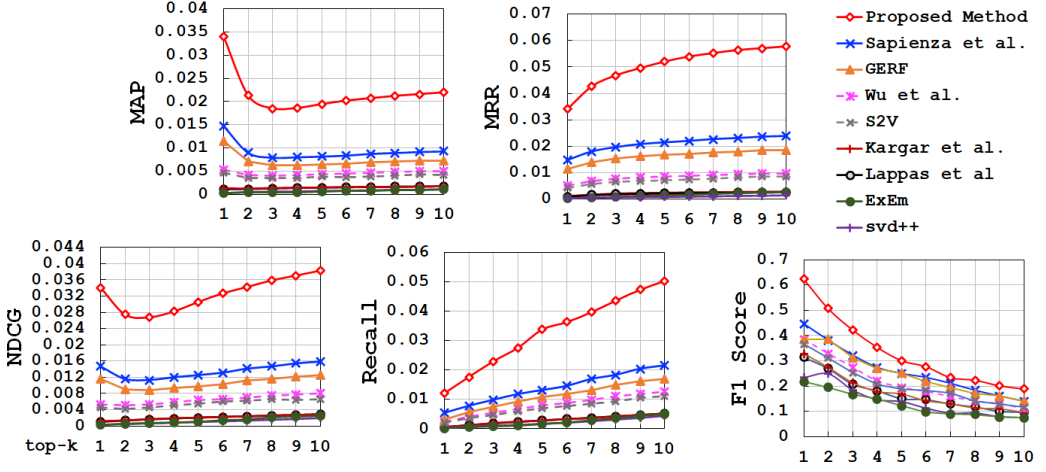 MAP
0.04
0.035
0.03
0.025
0.02
0.015
0.01
0.005
0
1 2 3 4 5 6 7 8 9 10
MRR
0.07
0.06
0.05
0.04
0.03
0.02
0.01
0
1 2 3 4 5 6 7 8 9 10
Proposed Method
Sapienza et al.
GERF
Wu et al.
S2V
Kargar et al.
Lappas et al
ExEm
svd++
NDCG
0.044
0.04
0.036
0.032
0.028
0.024
0.02
0.016
0.012
0.008
0.004
0
top-k 1 2 3 4 5 6 7 8 9 10
Recall
0.06
0.05
0.04
0.03
0.02
0.01
0
1 2 3 4 5 6 7 8 9 10
F1 Score
0.7
0.6
0.5
0.4
0.3
0.2
0.1
0
1 2 3 4 5 6 7 8 9 10